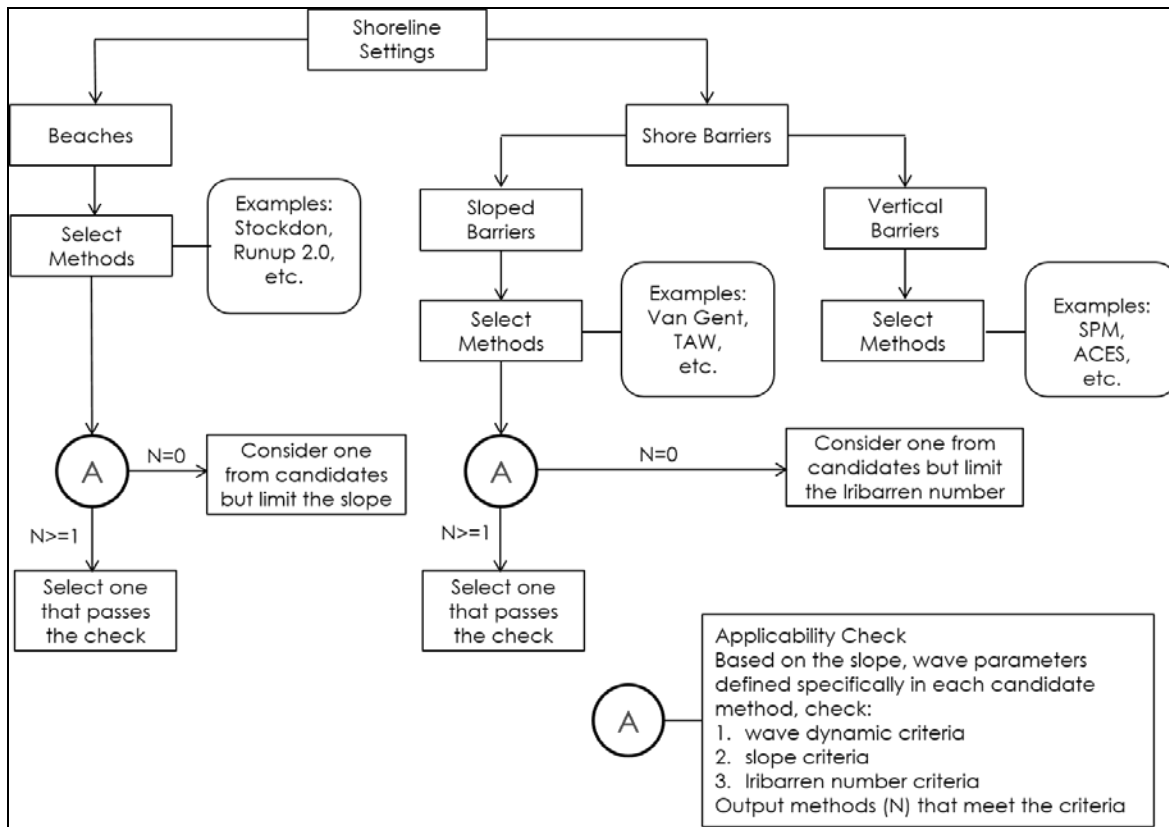 Shoreline
Settings
Beaches
Shore Barriers
Select
Methods
Examples:
Stockdon,
Runup 2.0,
etc.
Sloped
Barriers
Vertical
Barriers
Select
Methods
Examples:
Van Gent,
TAW,
etc.
Select
Methods
Examples:
SPM,
ACES,
etc.
A
N=0
Consider one
from candidates
but limit the slope
N>=1
Select one
that passes
the check
A
N=0
Consider one from
candidates but limit
the Iribarren number
N>=1
Select one
that passes
the check
A
Applicability Check
Based on the slope, wave parameters
defined specifically in each candidate
method, check:
1. wave dynamic criteria
2. slope criteria
3. Iribarren number criteria
Output methods (N) that meet the criteria